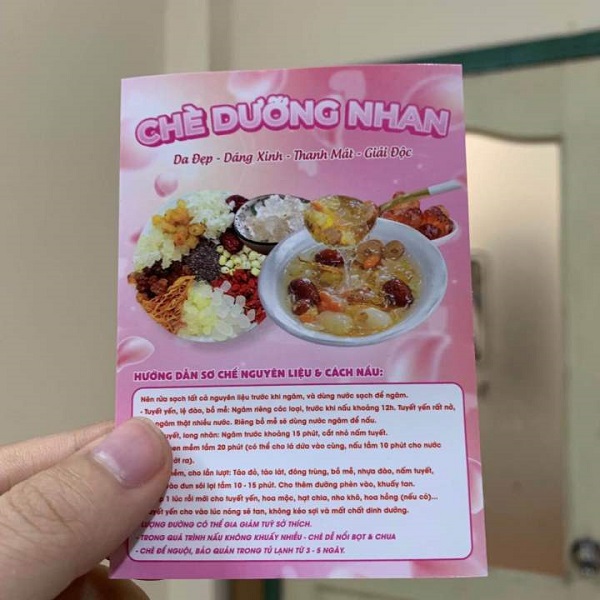 CHÈ DƯỠNG NHAN
Da Đẹp - Dáng Xinh - Thanh Mát - Giải Độc
HƯỚNG DẪN SƠ CHẾ NGUYÊN LIỆU & CÁCH NẤU:
Nên rửa sạch tất cả nguyên liệu trước khi ngâm, và dùng nước sạch để ngâm.
- Tuyết yến, lệ đào, bồ mễ: Ngâm riêng các loại, trước khi nấu khoảng 12h. Tuyết yến rất nở,
ngâm thật nhiều nước. Riêng bồ mễ sẽ dùng nước ngâm để nấu.
tuyết, long nhãn: Ngâm trước khoảng 15 phút, cắt nhỏ nấm tuyết.
mềm tầm 20 phút (có thể cho lá dứa vào cùng, nấu tầm 10 phút cho nước
ra).
mềm, cho lần lượt: Táo đỏ, táo lát, đông trùng, bồ mễ, nhựa đào, nấm tuyết,
đun sôi lại tầm 10 - 15 phút. Cho thêm đường phèn vào, khuấy tan.
1 lúc rồi mới cho tuyết yến, hoa mộc, hạt chia, nho khô, hoa hồng (nếu có)...
yến cho vào lúc nóng sẽ tan, không kéo sợi và mất chất dinh dưỡng.
LƯỢNG ĐƯỜNG CÓ THỂ GIA GIẢM TUỲ SỞ THÍCH.
- TRONG QUÁ TRÌNH NẤU KHÔNG KHUẤY NHIỀU - CHÈ DỄ NỔI BỌT & CHUA
- CHÈ ĐỂ NGUỘI, BẢO QUẢN TRONG TỦ LẠNH TỪ 3 - 5 NGÀY.